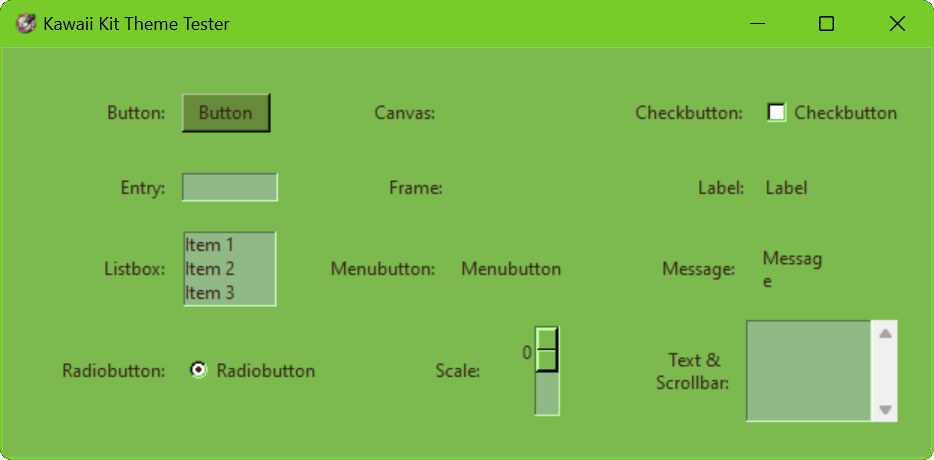 Kawaii Kit Theme Tester
Button: Button Canvas: Checkbutton: Checkbutton
Entry: Frame: Label: Label
Listbox: Item 1
Item 2
Item 3
Menubutton: Menubutton Message: Messag
e
Radiobutton: Radiobutton Scale: 0
Text &
Scrollbar: